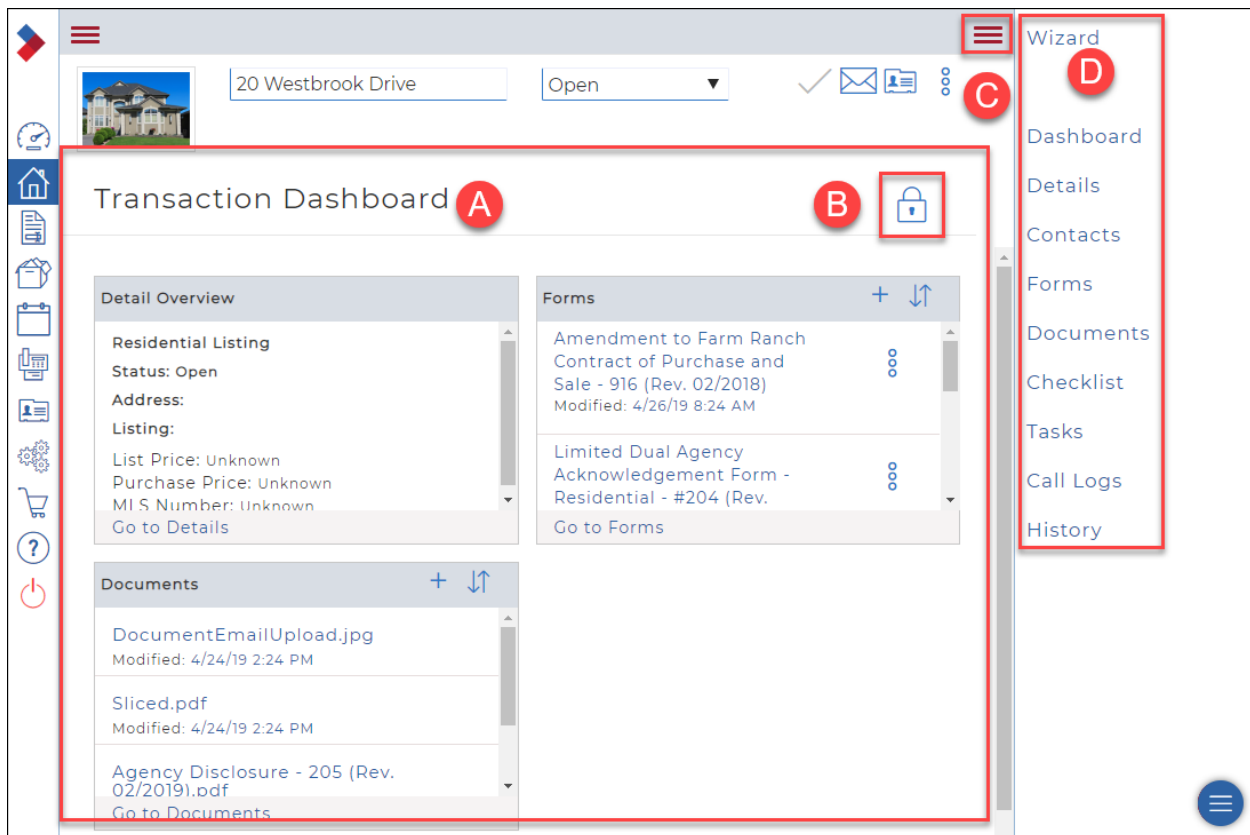 20 Westbrook Drive
Open
C
Transaction Dashboard
A
B
Detail Overview
Residential Listing
Status: Open
Address:
Listing:
List Price: Unknown
Purchase Price: Unknown
MLS Number: Unknown
Go to Details
Forms
Amendment to Farm Ranch
Contract of Purchase and
Sale - 916 (Rev. 02/2018)
Modified: 4/26/19 8:24 AM
Limited Dual Agency
Acknowledgement Form -
Residential - #204 (Rev.
Go to Forms
Documents
DocumentEmailUpload.jpg
Modified: 4/24/19 2:24 PM
Sliced.pdf
Modified: 4/24/19 2:24 PM
Agency Disclosure - 205 (Rev.
02/2019).pdf
Go to Documents
Wizard
D
Dashboard
Details
Contacts
Forms
Documents
Checklist
Tasks
Call Logs
History
?